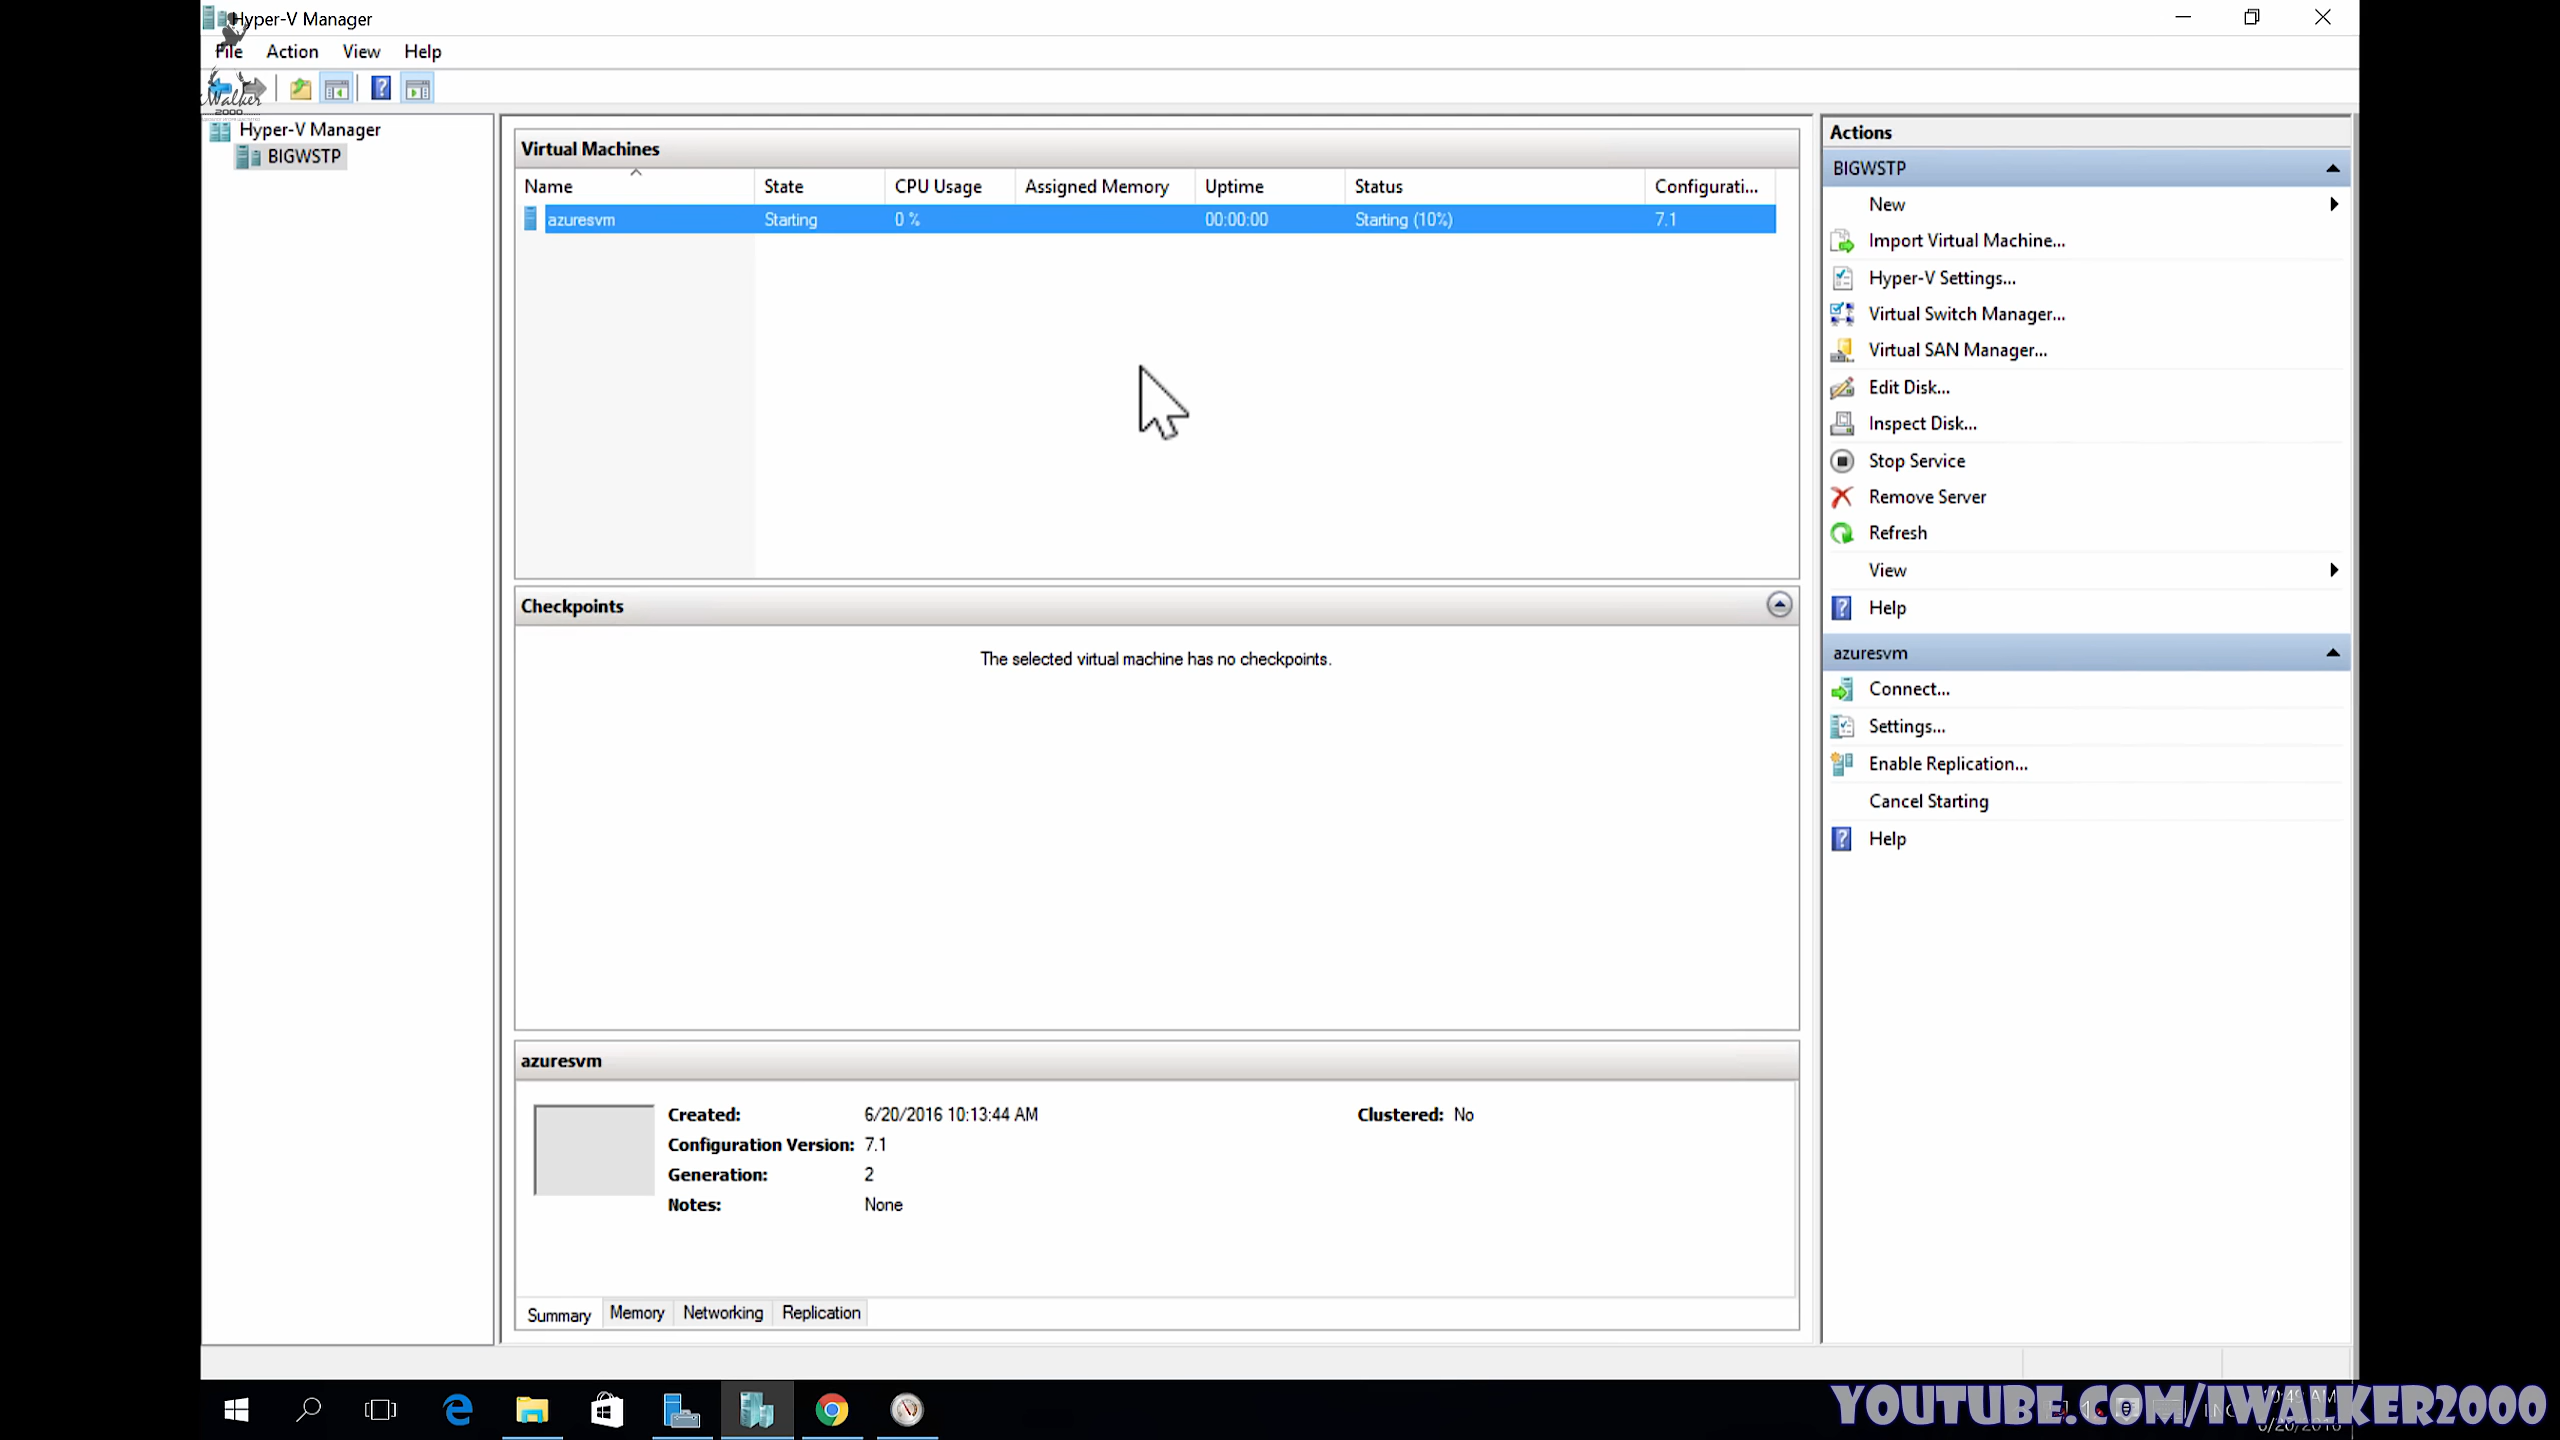 Hyper-V Manager
File Action View Help
iWalker
2000
Hyper-V Manager
BIGWSTP
Virtual Machines
Name State CPU Usage Assigned Memory Uptime Status Configurati...
azuresvm Starting 0 % 00:00:00 Starting (10%) 7.1
Checkpoints
The selected virtual machine has no checkpoints.
azuresvm
Created: 6/20/2016 10:13:44 AM Clustered: No
Configuration Version: 7.1
Generation: 2
Notes: None
Summary Memory Networking Replication
Actions
BIGWSTP
New
Import Virtual Machine...
Hyper-V Settings...
Virtual Switch Manager...
Virtual SAN Manager...
Edit Disk...
Inspect Disk...
Stop Service
Remove Server
Refresh
View
Help
azuresvm
Connect...
Settings...
Enable Replication...
Cancel Starting
Help
YOUTUBE.COM/IWALKER2000